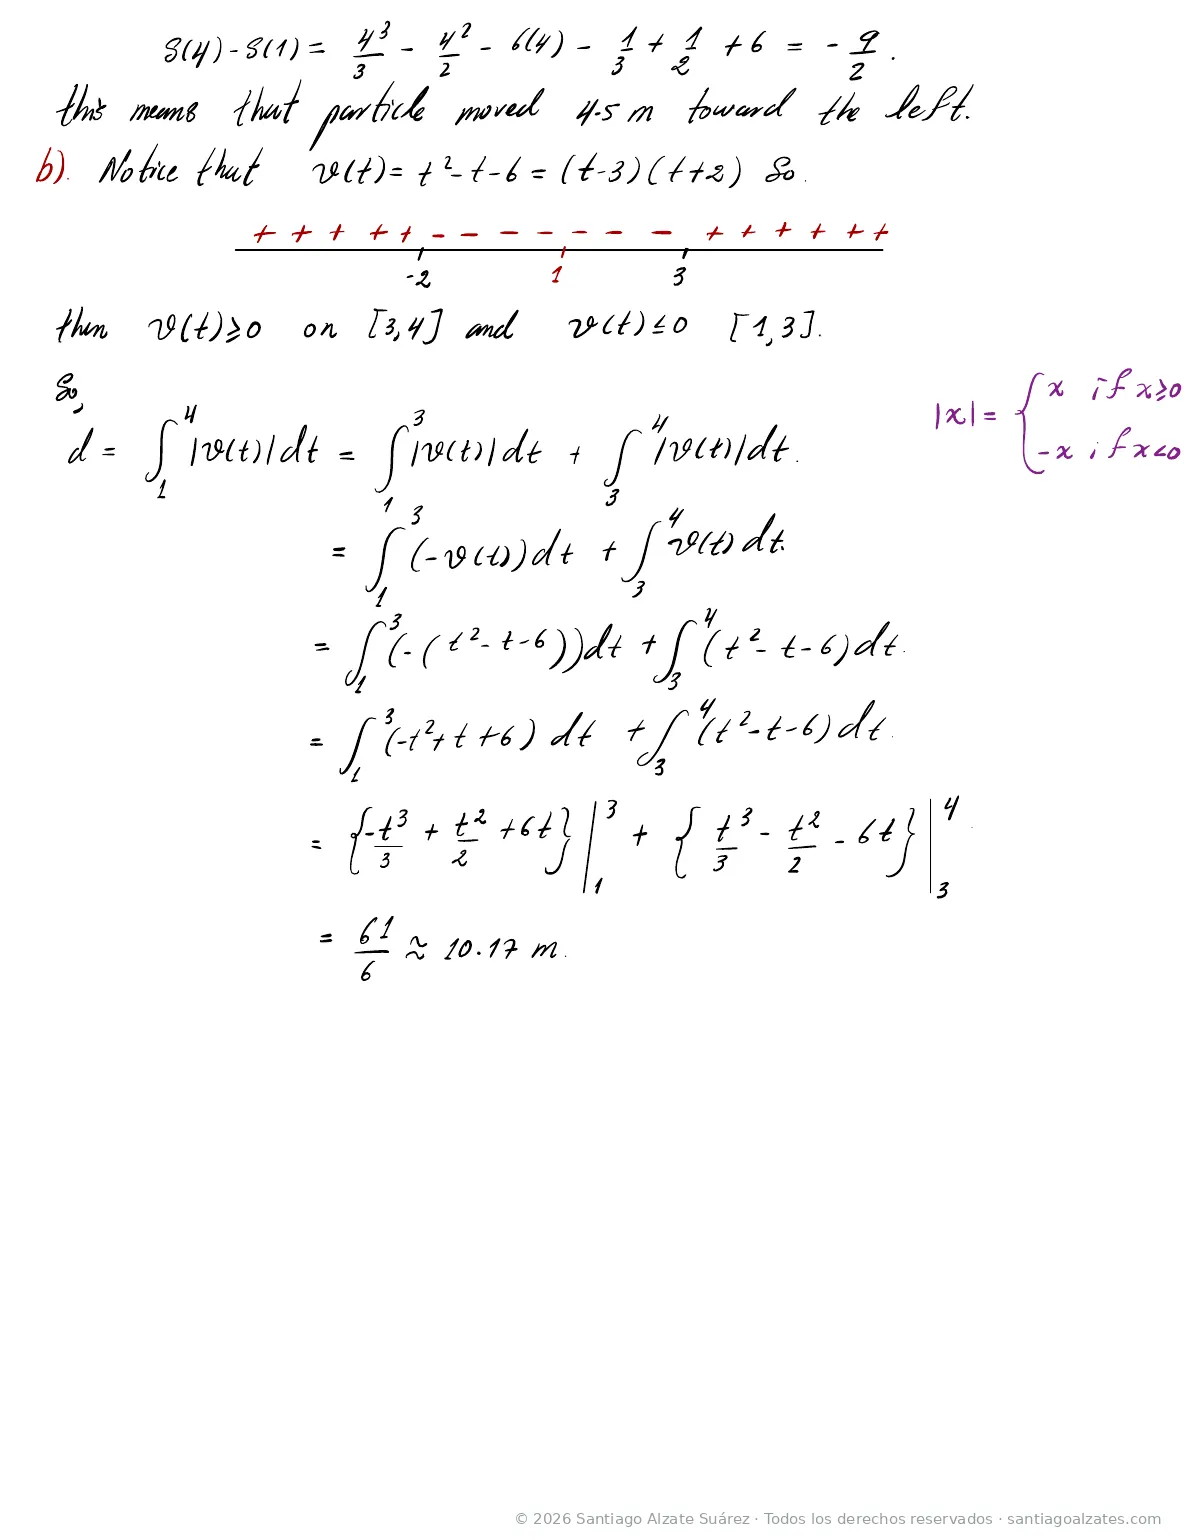 S(4)-S(1) = 4³/3 - 4²/2 - 6(4) - 1/3 + 1/2 + 6 = - 9/2.
this means that particle moved 4.5 m toward the left.
b). Notice that v(t) = t² - t - 6 = (t-3)(t+2) So.
+ + + + + - - - - - - - + + + + + +
-2 1 3
then v(t) ≥ 0 on [3,4] and v(t) ≤ 0 [1,3].
So,
|x| = { x if x ≥ 0
-x if x < 0
d = ∫₁⁴ |v(t)| dt = ∫₁³ |v(t)| dt + ∫₃⁴ |v(t)| dt.
= ∫₁³ (-v(t)) dt + ∫₃⁴ v(t) dt.
= ∫₁³ (-(t² - t - 6)) dt + ∫₃⁴ (t² - t - 6) dt.
= ∫₁³ (-t² + t + 6) dt + ∫₃⁴ (t² - t - 6) dt.
= {-t³/3 + t²/2 + 6t} |₁³ + {t³/3 - t²/2 - 6t} |₃⁴.
= 61/6 ≈ 10.17 m.
© 2026 Santiago Alzate Suárez · Todos los derechos reservados · santiagoalzates.com